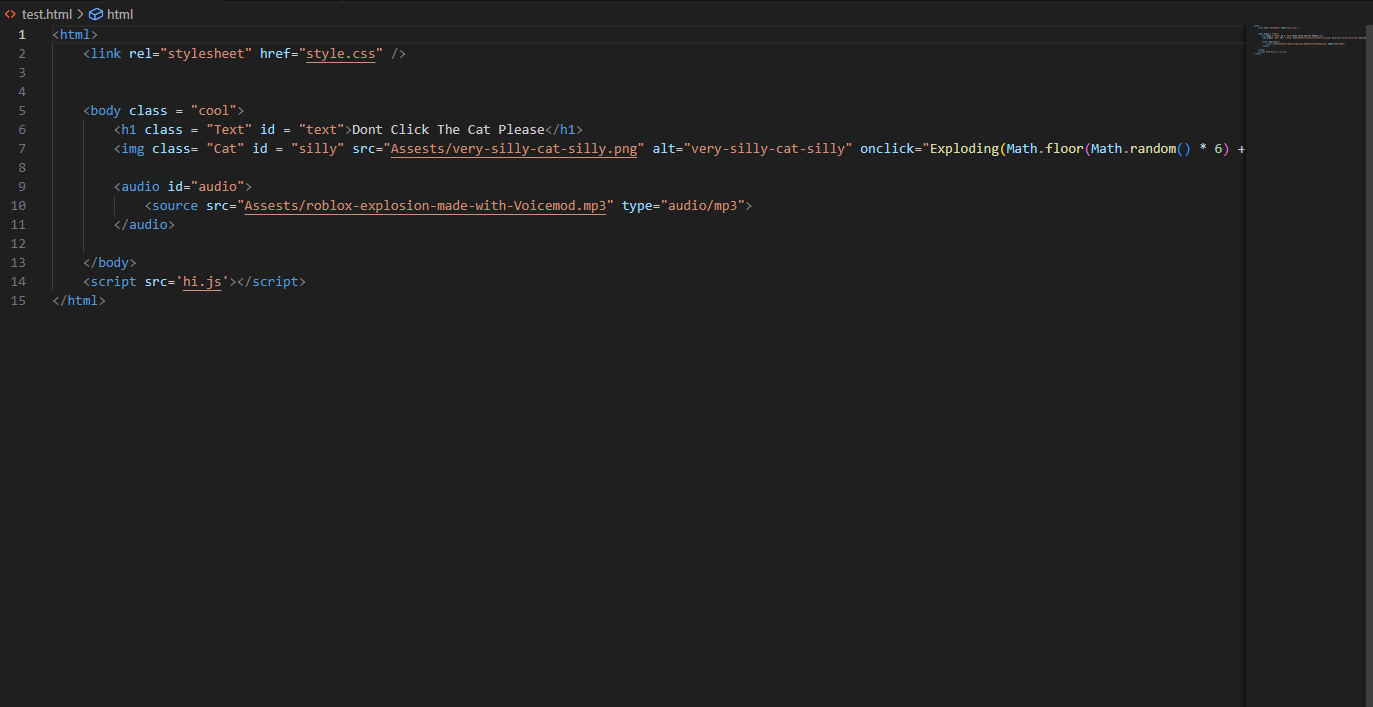 test.html > html
1 <html>
2 <link rel="stylesheet" href="style.css" />
3
4
5 <body class = "cool">
6 <h1 class = "Text" id = "text">Dont Click The Cat Please</h1>
7 <img class= "Cat" id = "silly" src="Assests/very-silly-cat-silly.png" alt="very-silly-cat-silly" onclick="Exploding(Math.floor(Math.random() * 6) +
8
9 <audio id="audio">
10 <source src="Assests/roblox-explosion-made-with-Voicemod.mp3" type="audio/mp3">
11 </audio>
12
13 </body>
14 <script src='hi.js'></script>
15 </html>